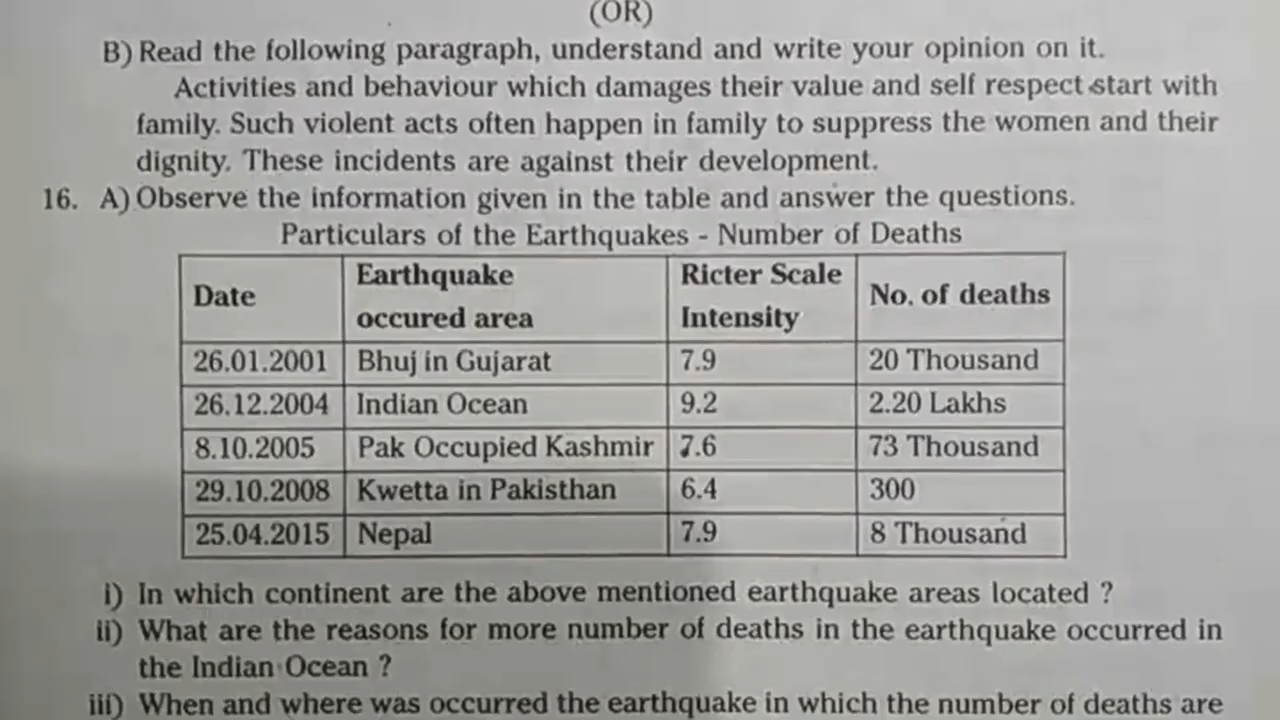 (OR)
B) Read the following paragraph, understand and write your opinion on it.
Activities and behaviour which damages their value and self respect start with
family. Such violent acts often happen in family to suppress the women and their
dignity. These incidents are against their development.
16. A) Observe the information given in the table and answer the questions.
Particulars of the Earthquakes - Number of Deaths
Date | Earthquake occured area | Ricter Scale Intensity | No. of deaths
26.01.2001 | Bhuj in Gujarat | 7.9 | 20 Thousand
26.12.2004 | Indian Ocean | 9.2 | 2.20 Lakhs
8.10.2005 | Pak Occupied Kashmir | 7.6 | 73 Thousand
29.10.2008 | Kwetta in Pakisthan | 6.4 | 300
25.04.2015 | Nepal | 7.9 | 8 Thousand
i) In which continent are the above mentioned earthquake areas located ?
ii) What are the reasons for more number of deaths in the earthquake occurred in
the Indian Ocean ?
iii) When and where was occurred the earthquake in which the number of deaths are